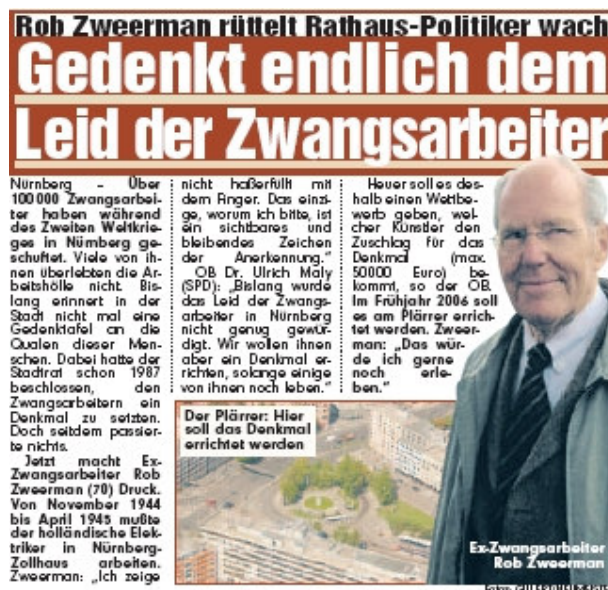 Rob Zweerman rüttelt Rathaus-Politiker wach
Gedenkt endlich dem
Leid der Zwangsarbeiter
Nürnberg – Über
100 000 Zwangsarbei-
ter haben während
des Zweiten Weltkrie-
ges in Nürnberg ge-
schuftet. Viele von ih-
nen überlebten die Ar-
beitshölle nicht. Bis-
lang erinnert in der
Stadt nicht mal eine
Gedenktafel an die
Qualen dieser Men-
schen. Dabei hatte der
Stadtrat schon 1987
beschlossen, den
Zwangsarbeitern ein
Denkmal zu setzten.
Doch seitdem passier-
te nichts.
Jetzt macht Ex-
Zwangsarbeiter Rob
Zweerman (70) Druck.
Von November 1944
bis April 1945 mußte
der holländische Elek-
triker in Nürnberg-
Zollhaus arbeiten.
Zweerman: „Ich zeige
nicht haßerfüllt mit
dem Finger. Das einzi-
ge, worum ich bitte, ist
ein sichtbares und
bleibendes Zeichen
der Anerkennung.“
OB Dr. Ulrich Maly
(SPD): „Bislang wurde
das Leid der Zwangs-
arbeiter in Nürnberg
nicht genug gewür-
digt. Wir wollen ihnen
aber ein Denkmal er-
richten, solange einige
von ihnen noch leben.“
Heuer soll es des-
halb einen Wettbe-
werb geben, wel-
cher Künstler den
Zuschlag für das
Denkmal (max.
50000 Euro) be-
kommt, so der OB.
Im Frühjahr 2006 soll
es am Plärrer errich-
tet werden. Zweer-
man: „Das wür-
de ich gerne
noch erle-
ben.“
Der Plärrer: Hier
soll das Denkmal
errichtet werden
Ex-Zwangsarbeiter
Rob Zweerman